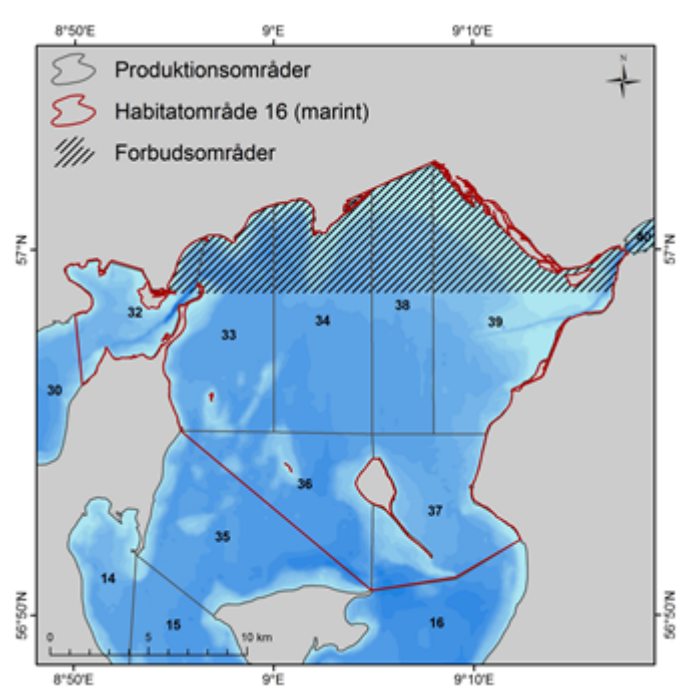 8°50'E 9°E 9°10'E
N
Produktionsområder
Habitatområde 16 (marint)
Forbudsområder
57°N 57°N
32
33
34
38
39
30
36
37
35
14
15
16
0 5 10 km
56°50'N 56°50'N
8°50'E 9°E 9°10'E